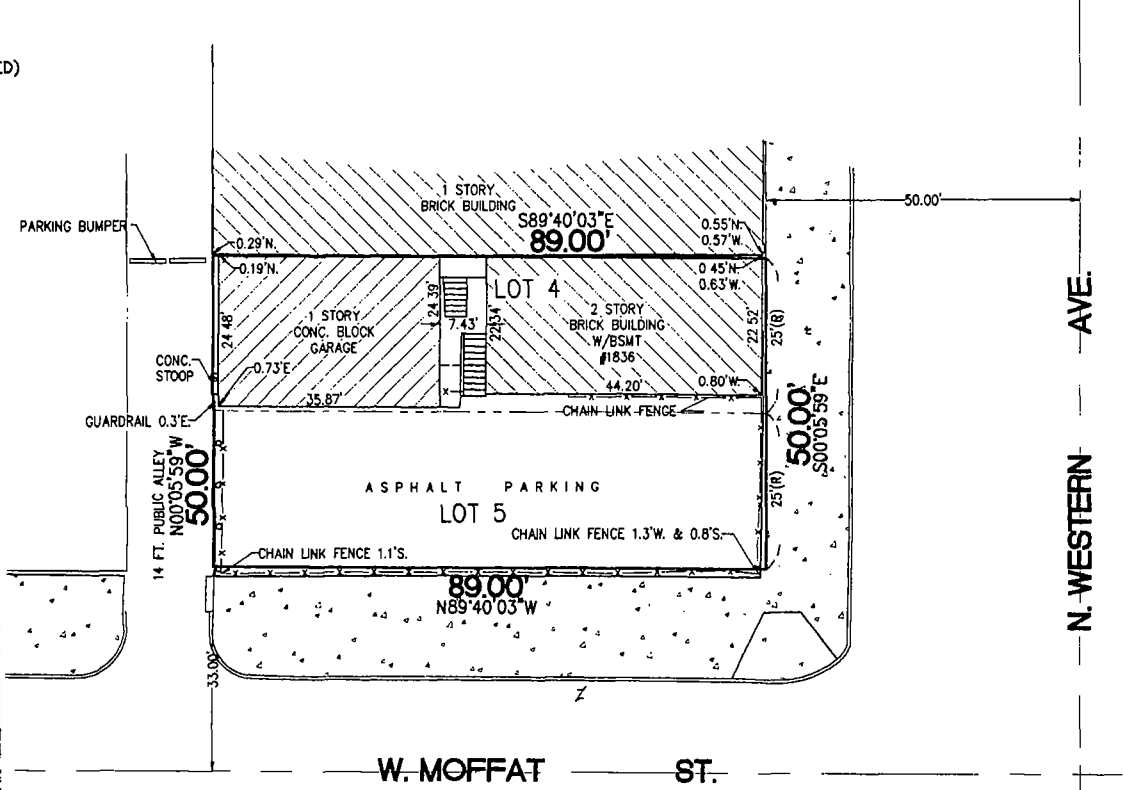 ED)
1 STORY
BRICK BUILDING
S89°40'03"E
89.00'
0.55'N.
0.57'W.
50.00'
PARKING BUMPER
0.29'N.
0.19'N.
0.45'N.
0.63'W.
LOT 4
24.48'
1 STORY
CONC. BLOCK
GARAGE
24.39'
7.43'
22.34'
2 STORY
BRICK BUILDING
W/BSMT
#1836
22.52'
25'(R)
CONC.
STOOP
0.73'E.
35.87'
44.20'
0.80'W.
CHAIN LINK FENCE
GUARDRAIL 0.3'E.
50.00'
S00°05'59"E
14 FT. PUBLIC ALLEY
N00°05'59"W
50.00'
ASPHALT PARKING
LOT 5
25'(R)
CHAIN LINK FENCE 1.3'W. & 0.8'S.
CHAIN LINK FENCE 1.1'S.
89.00'
N89°40'03"W
33.00'
N. WESTERN AVE.
W. MOFFAT ST.